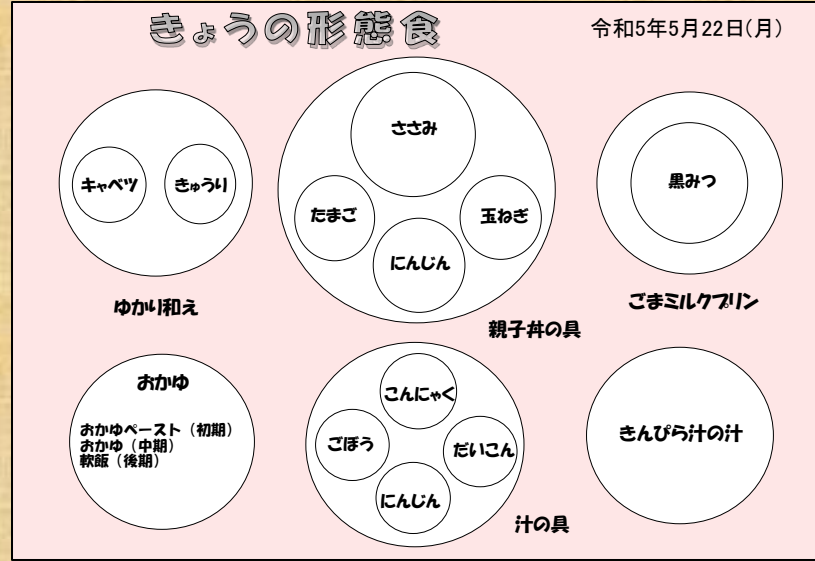 きょうの形態食
令和5年5月22日(月)
キャベツ
きゅうり
ゆかり和え
ささみ
たまご
玉ねぎ
にんじん
親子丼の具
黒みつ
ごまミルクプリン
おかゆ
おかゆペースト（初期）
おかゆ（中期）
軟飯（後期）
こんにゃく
ごぼう
だいこん
にんじん
汁の具
きんぴら汁の汁